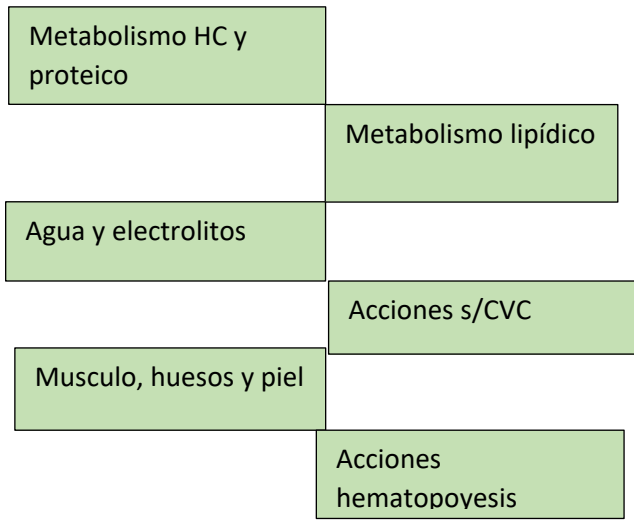 Metabolismo HC y
proteico
Metabolismo lipídico
Agua y electrolitos
Acciones s/CVC
Musculo, huesos y piel
Acciones
hematopoyesis